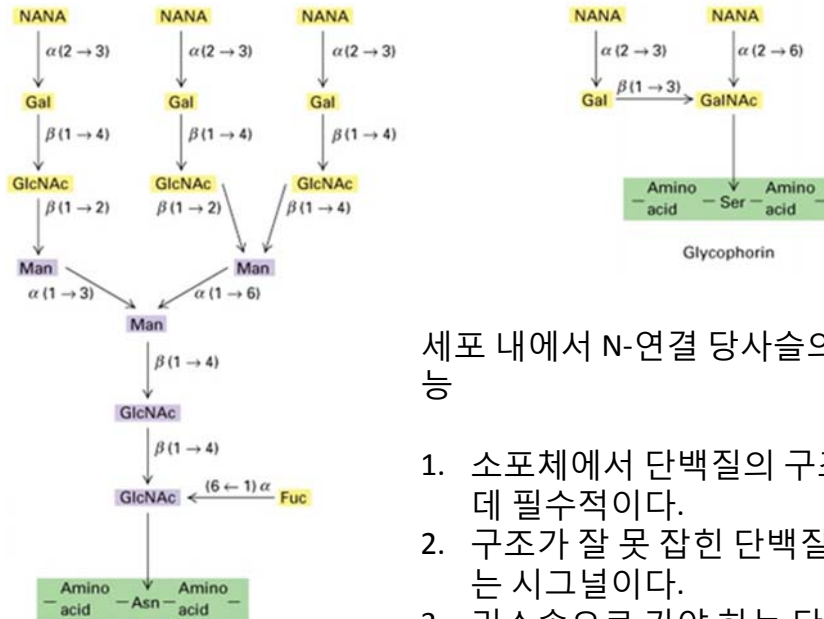 NANA NANA NANA
α(2 → 3) α(2 → 3) α(2 → 3)
Gal Gal Gal
β(1 → 4) β(1 → 4) β(1 → 4)
GlcNAc GlcNAc GlcNAc
β(1 → 2) β(1 → 2) β(1 → 4)
Man Man
α(1 → 3) α(1 → 6)
Man
β(1 → 4)
GlcNAc
β(1 → 4)
GlcNAc (6 ← 1) α Fuc
Amino Amino
— acid — Asn — acid —
NANA NANA
α(2 → 3) α(2 → 6)
β(1 → 3)
Gal GalNAc
Amino Amino
— acid — Ser — acid —
Glycophorin
세포 내에서 N-연결 당사슬의
능
1. 소포체에서 단백질의 구조
데 필수적이다.
2. 구조가 잘 못 잡힌 단백질
는 시그널이다.